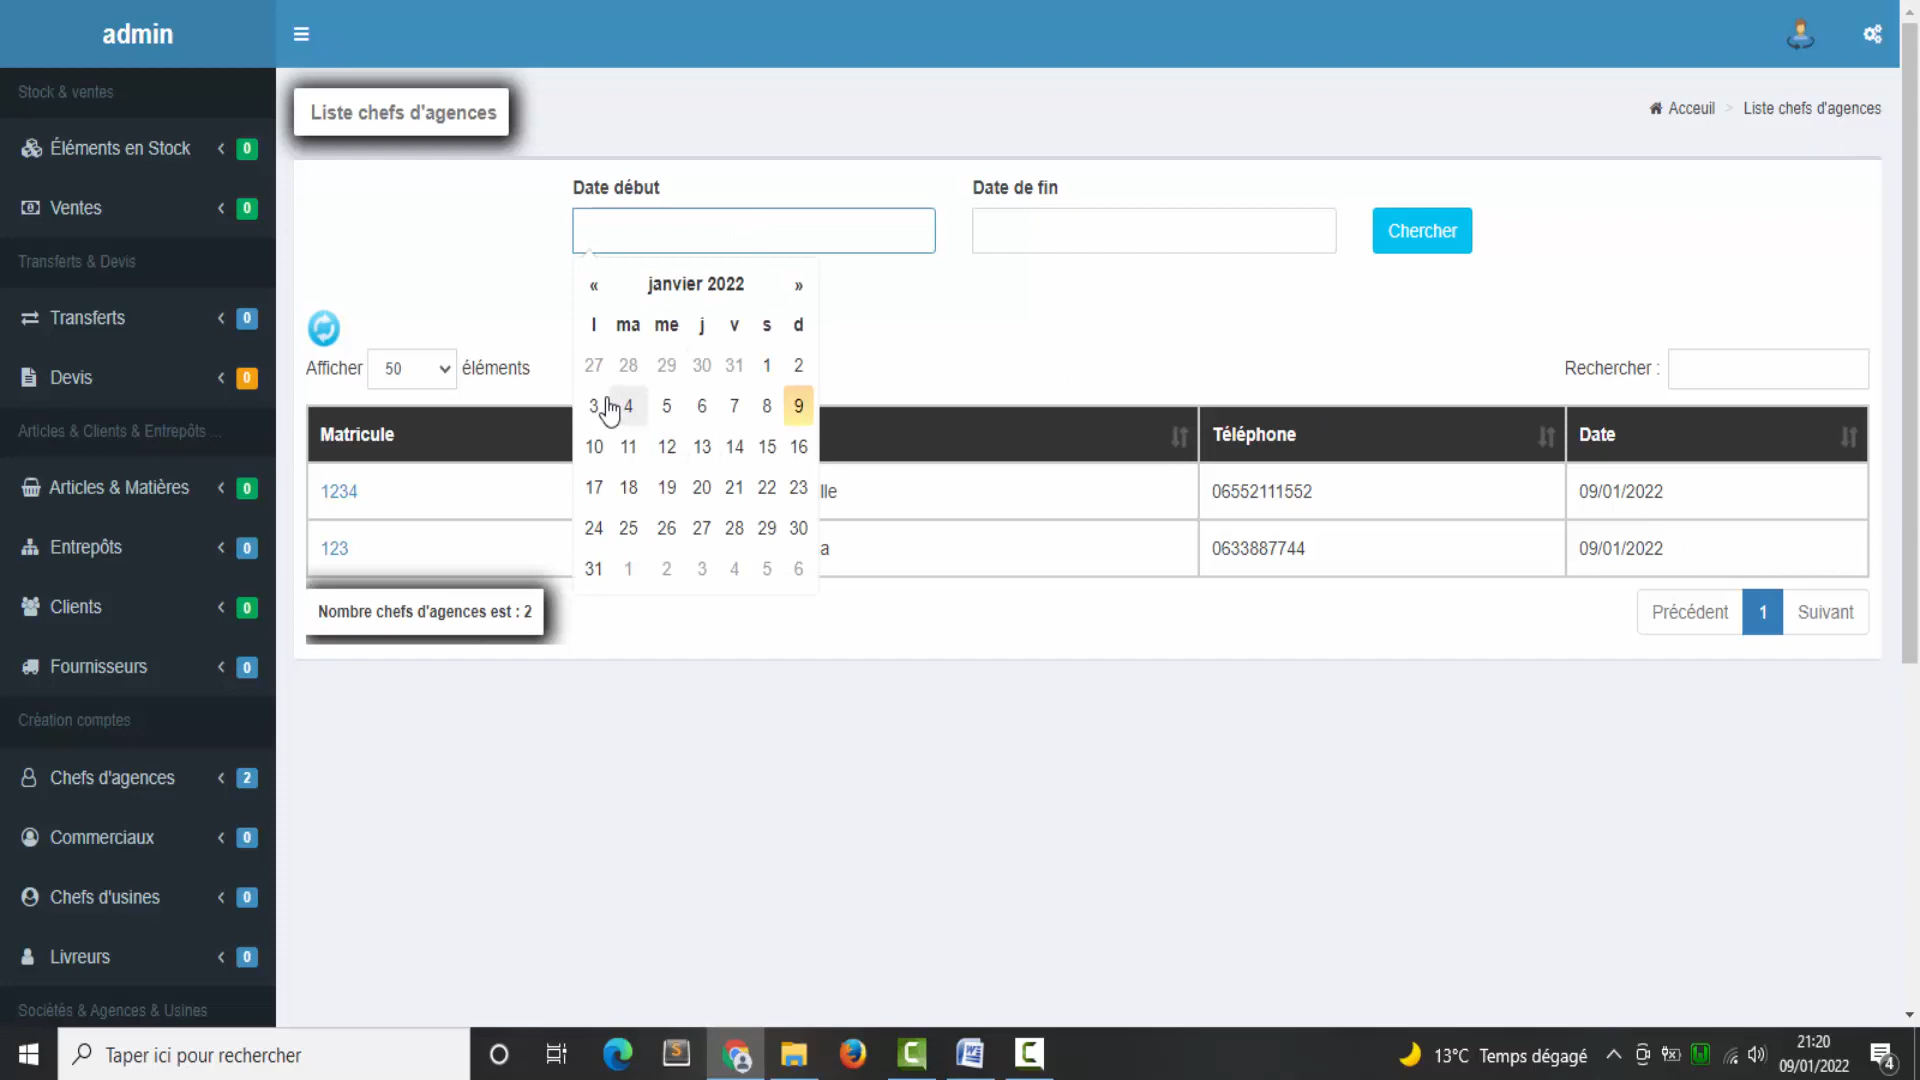 admin
Stock & ventes
Éléments en Stock 0
Ventes 0
Transferts & Devis
Transferts 0
Devis 0
Articles & Clients & Entrepôts ...
Articles & Matières 0
Entrepôts 0
Clients 0
Fournisseurs 0
Création comptes
Chefs d'agences 2
Commerciaux 0
Chefs d'usines 0
Livreurs 0
Sociétés & Agences & Usines
Liste chefs d'agences
Acceuil > Liste chefs d'agences
Date début
Date de fin
Chercher
« janvier 2022 »
l ma me j v s d
27 28 29 30 31 1 2
3 4 5 6 7 8 9
10 11 12 13 14 15 16
17 18 19 20 21 22 23
24 25 26 27 28 29 30
31 1 2 3 4 5 6
Afficher 50 éléments
Rechercher :
Matricule Téléphone Date
1234 lle 06552111552 09/01/2022
123 a 0633887744 09/01/2022
Nombre chefs d'agences est : 2
Précédent 1 Suivant
Taper ici pour rechercher
13°C Temps dégagé
21:20
09/01/2022
4